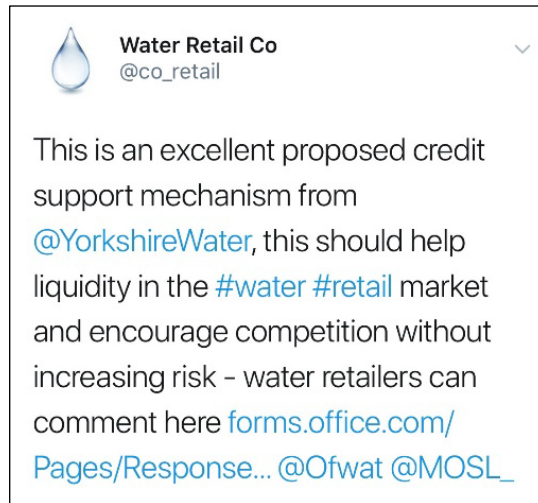 Water Retail Co
@co_retail
This is an excellent proposed credit
support mechanism from
@YorkshireWater, this should help
liquidity in the #water #retail market
and encourage competition without
increasing risk - water retailers can
comment here forms.office.com/
Pages/Response... @Ofwat @MOSL_